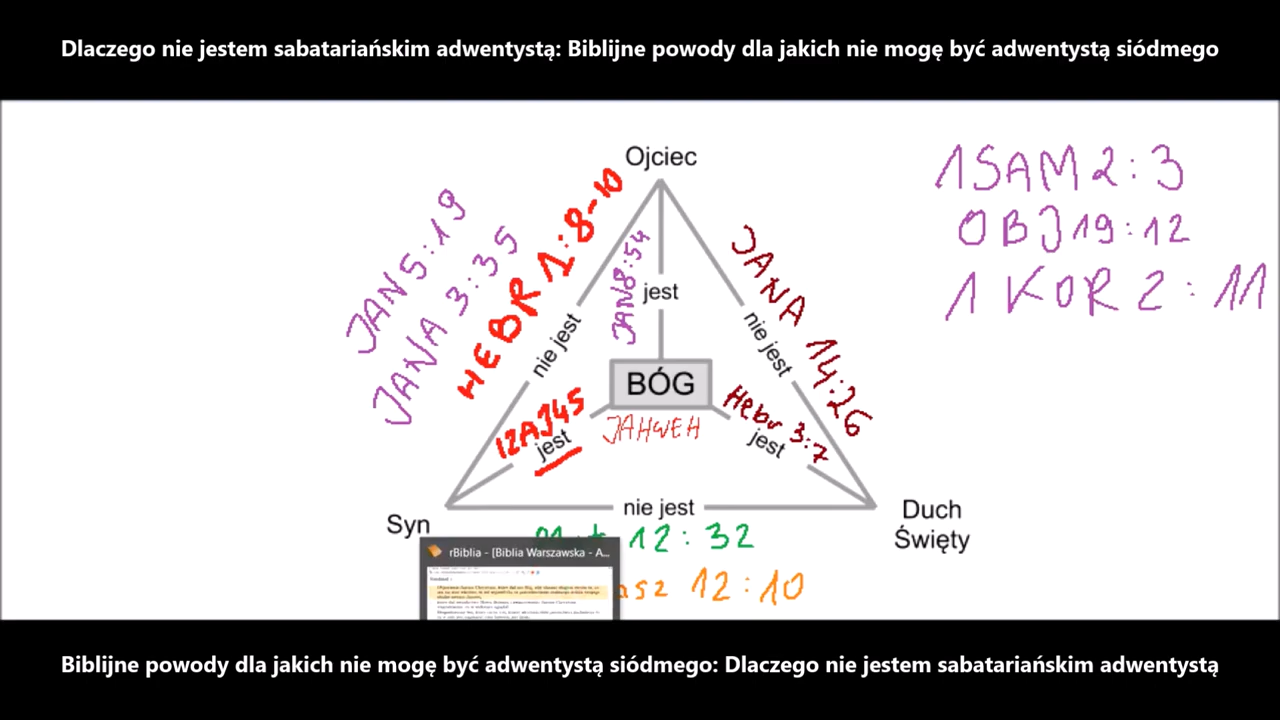 Dlaczego nie jestem sabatariańskim adwentystą: Biblijne powody dla jakich nie mogę być adwentystą siódmego
Ojciec
1SAM 2:3
OBJ 19:12
1 KOR 2:11
JAN 5:19
JANA 3:35
HEBR 1:8-10
JAN 8:54
JANA 14:26
jest
nie jest
nie jest
BÓG
JAHWEH
IZAJ45
jest
Hebr 3:7
jest
nie jest
Syn
Duch
Święty
12:32
12:10
rBiblia - [Biblia Warszawska - A...
Biblijne powody dla jakich nie mogę być adwentystą siódmego: Dlaczego nie jestem sabatariańskim adwentystą